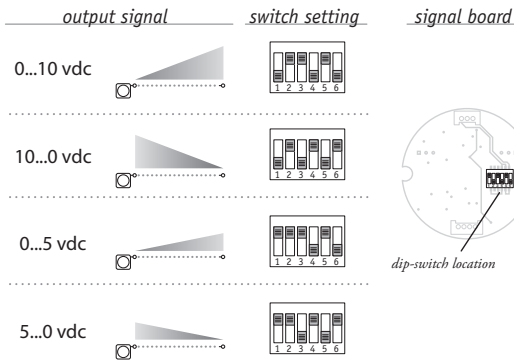 output signal switch setting signal board
0...10 vdc
1 2 3 4 5 6
10...0 vdc
1 2 3 4 5 6
0...5 vdc
1 2 3 4 5 6
dip-switch location
5...0 vdc
1 2 3 4 5 6